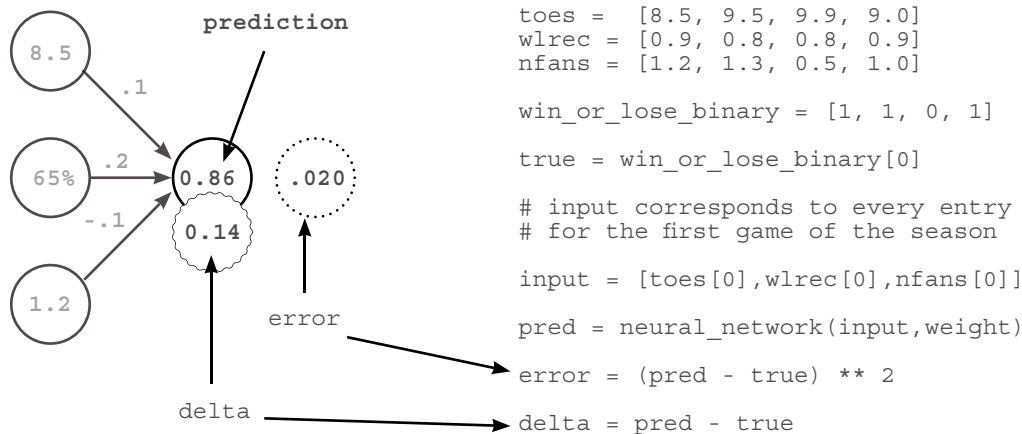 prediction
8.5
.1
65%
.2
0.86
.020
-.1
0.14
1.2
error
delta
toes =  [8.5, 9.5, 9.9, 9.0]
wlrec = [0.9, 0.8, 0.8, 0.9]
nfans = [1.2, 1.3, 0.5, 1.0]
win_or_lose_binary = [1, 1, 0, 1]
true = win_or_lose_binary[0]
# input corresponds to every entry
# for the first game of the season
input = [toes[0],wlrec[0],nfans[0]]
pred = neural_network(input,weight)
error = (pred - true) ** 2
delta = pred - true